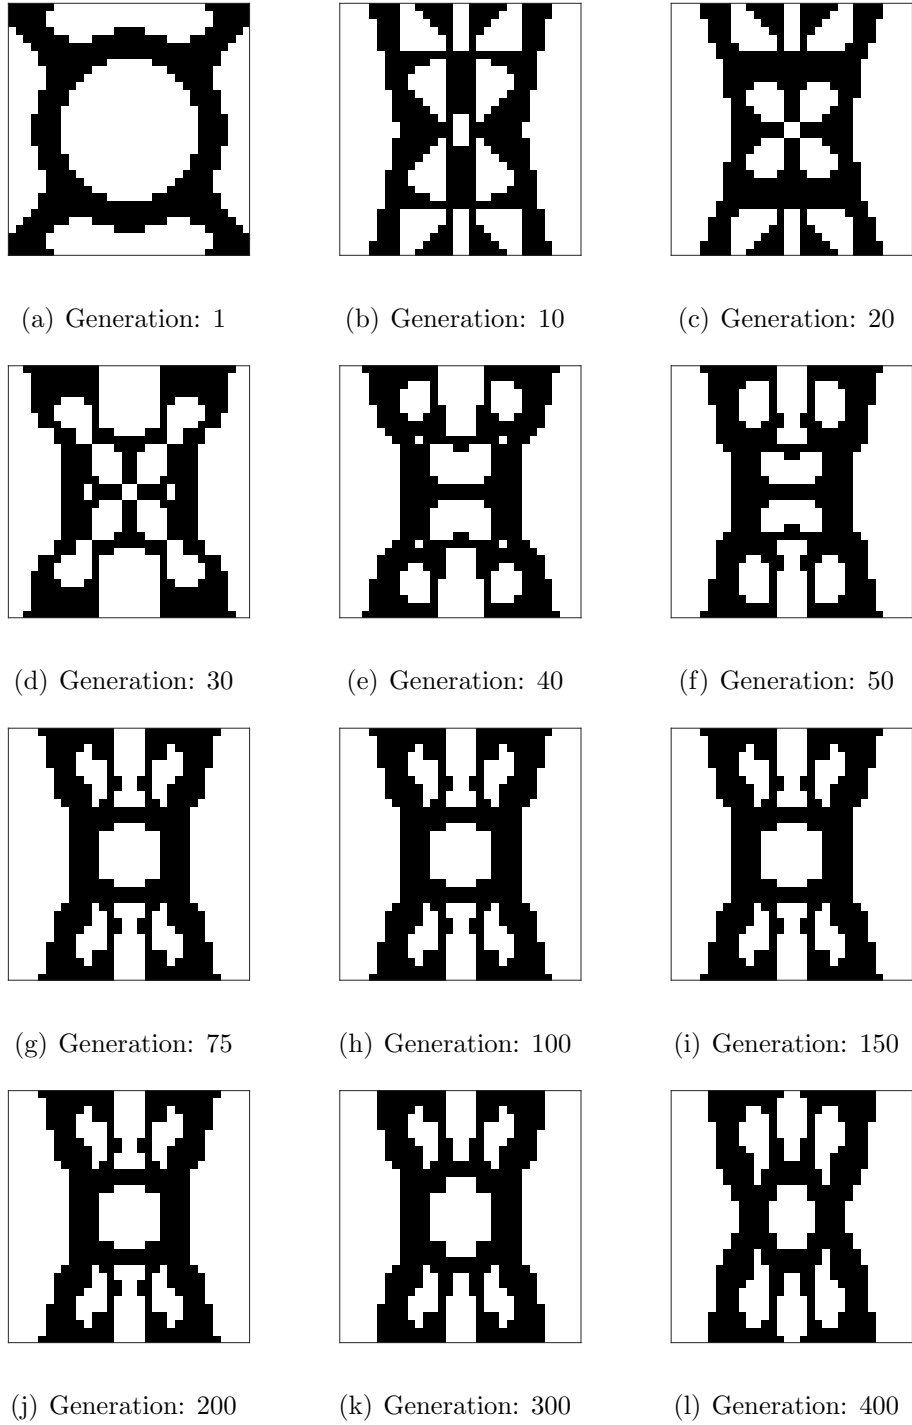 (a) Generation: 1 (b) Generation: 10 (c) Generation: 20
(d) Generation: 30 (e) Generation: 40 (f) Generation: 50
(g) Generation: 75 (h) Generation: 100 (i) Generation: 150
(j) Generation: 200 (k) Generation: 300 (l) Generation: 400